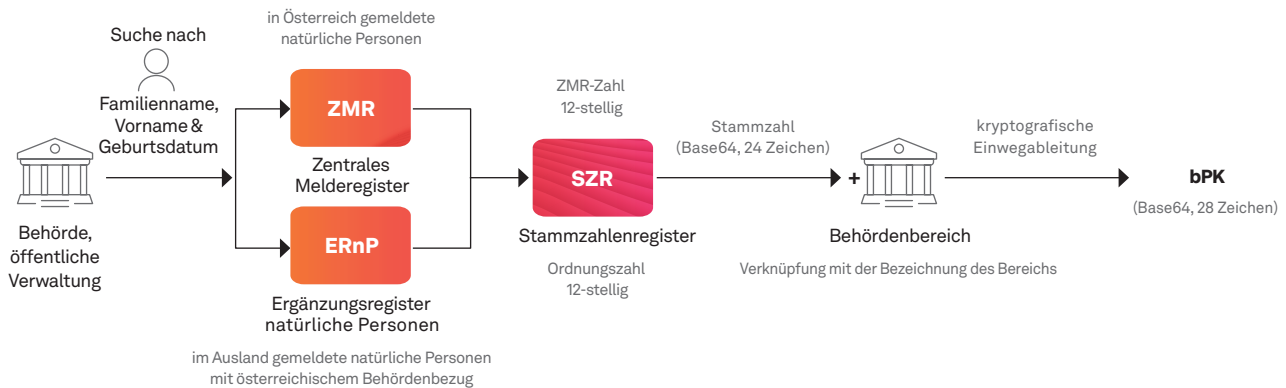 Suche nach
Familienname,
Vorname &
Geburtsdatum
Behörde,
öffentliche
Verwaltung
in Österreich gemeldete
natürliche Personen
ZMR
Zentrales
Melderegister
ERnP
Ergänzungsregister
natürliche Personen
im Ausland gemeldete natürliche Personen
mit österreichischem Behördenbezug
ZMR-Zahl
12-stellig
SZR
Stammzahlenregister
Ordnungszahl
12-stellig
Stammzahl
(Base64, 24 Zeichen)
+
Behördenbereich
Verknüpfung mit der Bezeichnung des Bereichs
kryptografische
Einwegableitung
bPK
(Base64, 28 Zeichen)